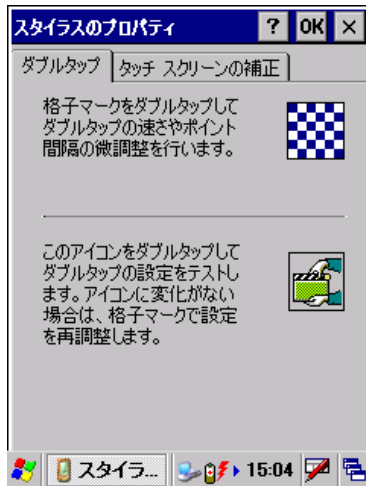 スタイラスのプロパティ ? OK ×
ダブルタップ タッチ スクリーンの補正
格子マークをダブルタップして
ダブルタップの速さやポイント
間隔の微調整を行います。
このアイコンをダブルタップして
ダブルタップの設定をテストし
ます。アイコンに変化がない
場合は、格子マークで設定
を再調整します。
スタイラ... 15:04